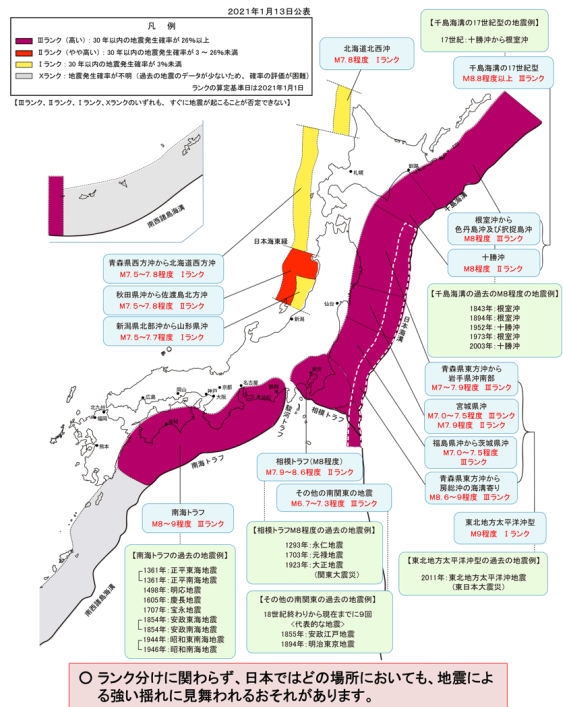 2021年1月13日公表
凡 例
Ⅲランク（高い）：30年以内の地震発生確率が26%以上
Ⅱランク（やや高い）：30年以内の地震発生確率が3～26%未満
Ⅰランク：30年以内の地震発生確率が3%未満
Xランク：地震発生確率が不明（過去の地震のデータが少ないため、確率の評価が困難）
ランクの算定基準日は2021年1月1日
【Ⅲランク、Ⅱランク、Ⅰランク、Xランクのいずれも、すぐに地震が起こることが否定できない】
北海道北西沖
M7.8程度 Ⅰランク
【千島海溝の17世紀型の地震例】
17世紀：十勝沖から根室沖
千島海溝の17世紀型
M8.8程度以上 Ⅲランク
南西諸島海溝
札幌
釧路
千島海溝
根室沖から
色丹島沖及び択捉島沖
M8程度 Ⅲランク
十勝沖
M8程度 Ⅱランク
日本海東縁
青森県西方沖から北海道西方沖
M7.5～7.8程度 Ⅰランク
秋田県沖から佐渡島北方沖
M7.5～7.8程度 Ⅱランク
新潟県北部沖から山形県沖
M7.5～7.7程度 Ⅰランク
新潟
仙台
日本海溝
【千島海溝の過去のM8程度の地震例】
1843年：根室沖
1894年：根室沖
1952年：十勝沖
1973年：根室沖
2003年：十勝沖
青森県東方沖から
岩手県沖南部
M7～7.9程度 Ⅲランク
宮城県沖
M7.0～7.5程度 Ⅲランク
M7.9程度 Ⅱランク
福島県沖から茨城県沖
M7.0～7.5程度
Ⅲランク
青森県東方沖から
房総沖の海溝寄り
M8.6～9程度 Ⅲランク
東京
名古屋
静岡
京都
神戸
大阪
岡山
広島
高知
北九州
福岡
熊本
駿河トラフ
相模トラフ
南海トラフ
南西諸島海溝
相模トラフ（M8程度）
M7.9～8.6程度 Ⅱランク
その他の南関東の地震
M6.7～7.3程度 Ⅲランク
東北地方太平洋沖型
M9程度 Ⅰランク
南海トラフ
M8～9程度 Ⅲランク
【相模トラフM8程度の過去の地震例】
1293年：永仁地震
1703年：元禄地震
1923年：大正地震
（関東大震災）
【東北地方太平洋沖型の過去の地震例】
2011年：東北地方太平洋沖地震
（東日本大震災）
【南海トラフの過去の地震例】
1361年：正平東海地震
1361年：正平南海地震
1498年：明応地震
1605年：慶長地震
1707年：宝永地震
1854年：安政東海地震
1854年：安政南海地震
1944年：昭和東南海地震
1946年：昭和南海地震
【その他の南関東の過去の地震例】
18世紀終わりから現在までに9回
<代表的な地震>
1855年：安政江戸地震
1894年：明治東京地震
○ ランク分けに関わらず、日本ではどの場所においても、地震によ
る強い揺れに見舞われるおそれがあります。